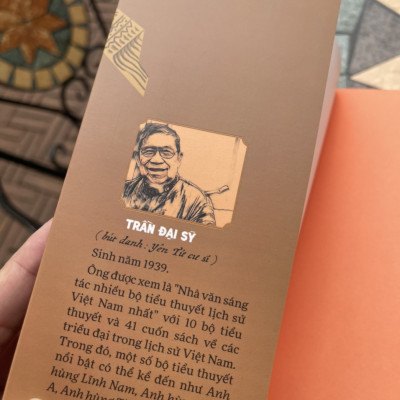 TRẦN ĐẠI SỸ
(bút danh: Yên Tử cư sĩ)
Sinh năm 1939.
Ông được xem là "Nhà văn sáng
tác nhiều bộ tiểu thuyết lịch sử
Việt Nam nhất" với 10 bộ tiểu
thuyết và 41 cuốn sách về các
triều đại trong lịch sử Việt Nam.
Trong đó, một số bộ tiểu thuyết
nổi bật có thể kể đến như Anh
hùng Lĩnh Nam, Anh hùng
A, Anh hùng